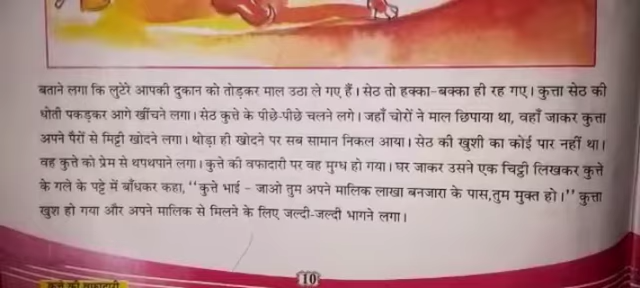 बताने लगा कि लुटेरे आपकी दुकान को तोड़कर माल उठा ले गए हैं। सेठ तो हक्का-बक्का ही रह गए। कुत्ता सेठ की
धोती पकड़कर आगे खींचने लगा। सेठ कुत्ते के पीछे-पीछे चलने लगे। जहाँ चोरों ने माल छिपाया था, वहाँ जाकर कुत्ता
अपने पैरों से मिट्टी खोदने लगा। थोड़ा ही खोदने पर सब सामान निकल आया। सेठ की खुशी का कोई पार नहीं था।
वह कुत्ते को प्रेम से थपथपाने लगा। कुत्ते की वफादारी पर वह मुग्ध हो गया। घर जाकर उसने एक चिट्ठी लिखकर कुत्ते
के गले के पट्टे में बाँधकर कहा, ‘‘कुत्ते भाई - जाओ तुम अपने मालिक लाखा बनजारा के पास,तुम मुक्त हो।’’ कुत्ता
खुश हो गया और अपने मालिक से मिलने के लिए जल्दी-जल्दी भागने लगा।
10
कुत्ते की वफादारी